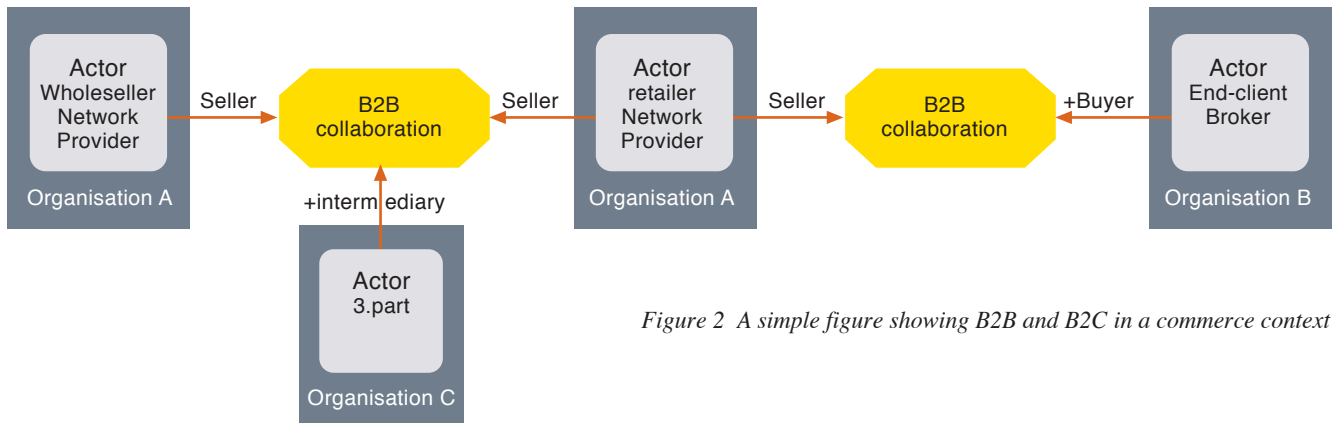 Actor
Wholeseller
Network
Provider
Organisation A
Seller
B2B
collaboration
Seller
Actor
retailer
Network
Provider
Organisation A
Seller
B2B
collaboration
+Buyer
Actor
End-client
Broker
Organisation B
+intermediary
Actor
3.part
Organisation C
Figure 2 A simple figure showing B2B and B2C in a commerce context